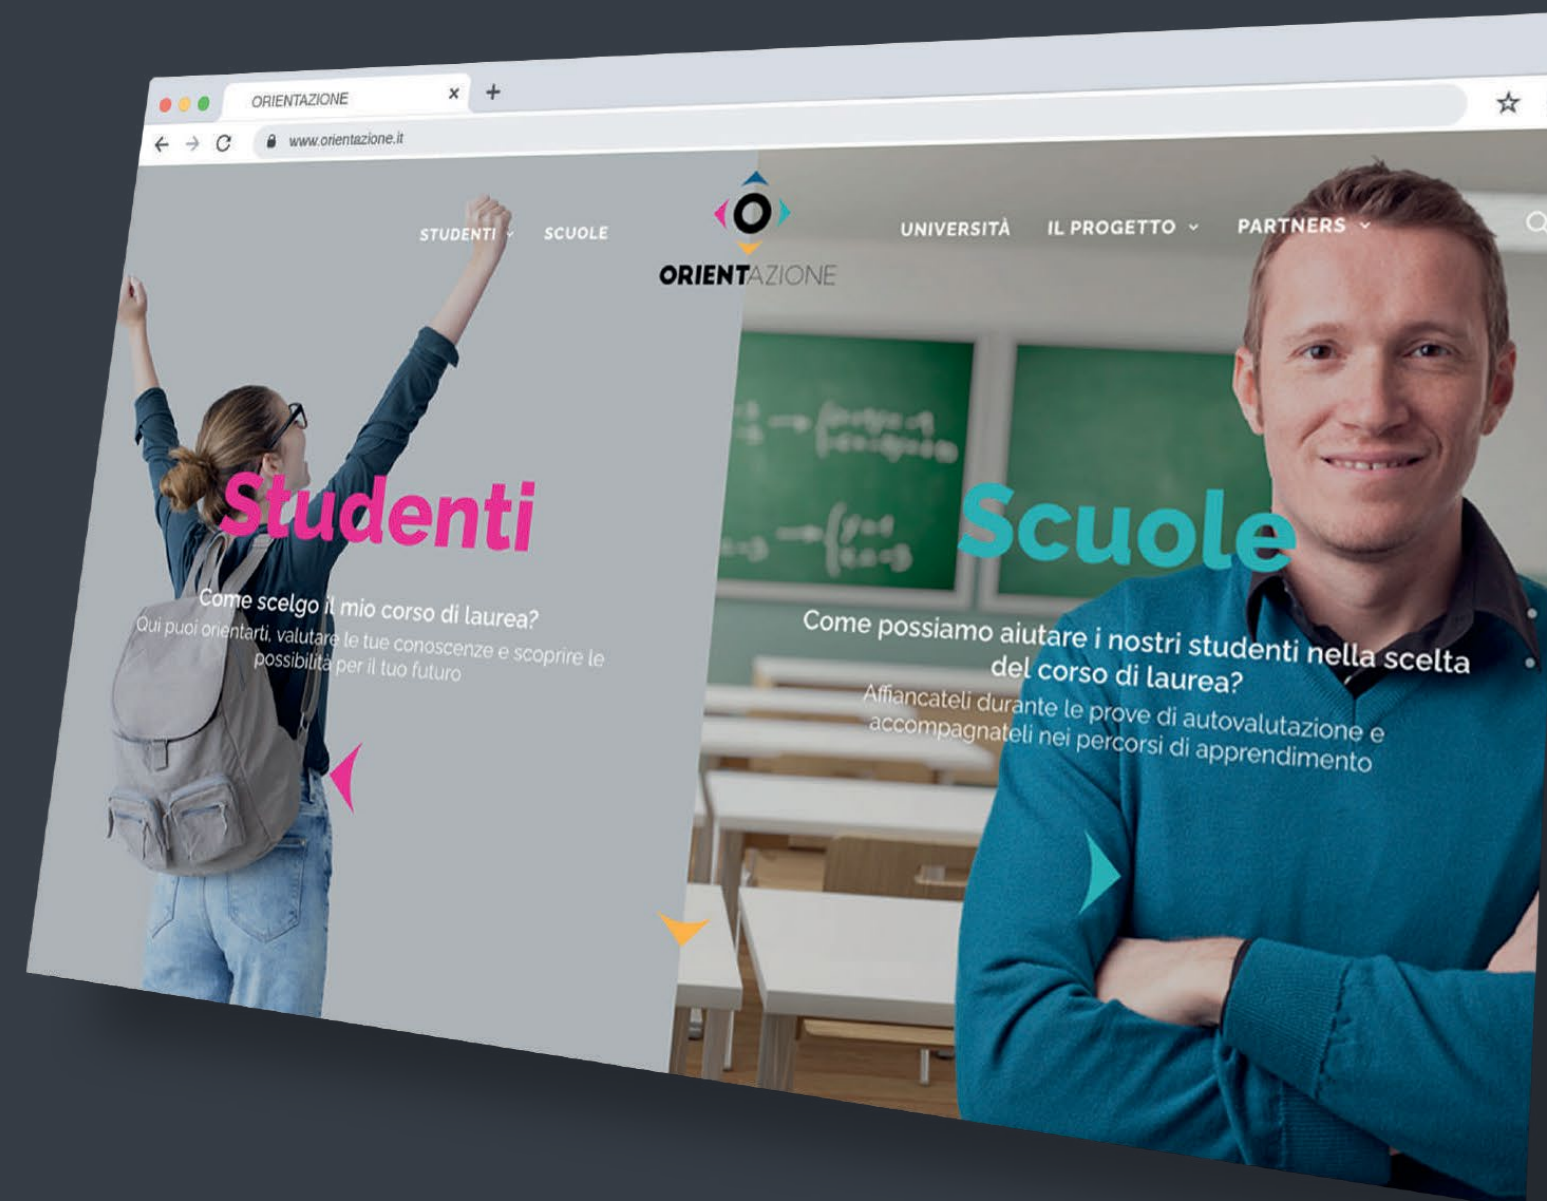 ORIENTAZIONE
www.orientazione.it
STUDENTI
SCUOLE
ORIENTAZIONE
UNIVERSITÀ
IL PROGETTO
PARTNERS
Studenti
Come scelgo il mio corso di laurea?
Qui puoi orientarti, valutare le tue conoscenze e scoprire le
possibilità per il tuo futuro
Scuole
Come possiamo aiutare i nostri studenti nella scelta
del corso di laurea?
Affiancateli durante le prove di autovalutazione e
accompagnateli nei percorsi di apprendimento